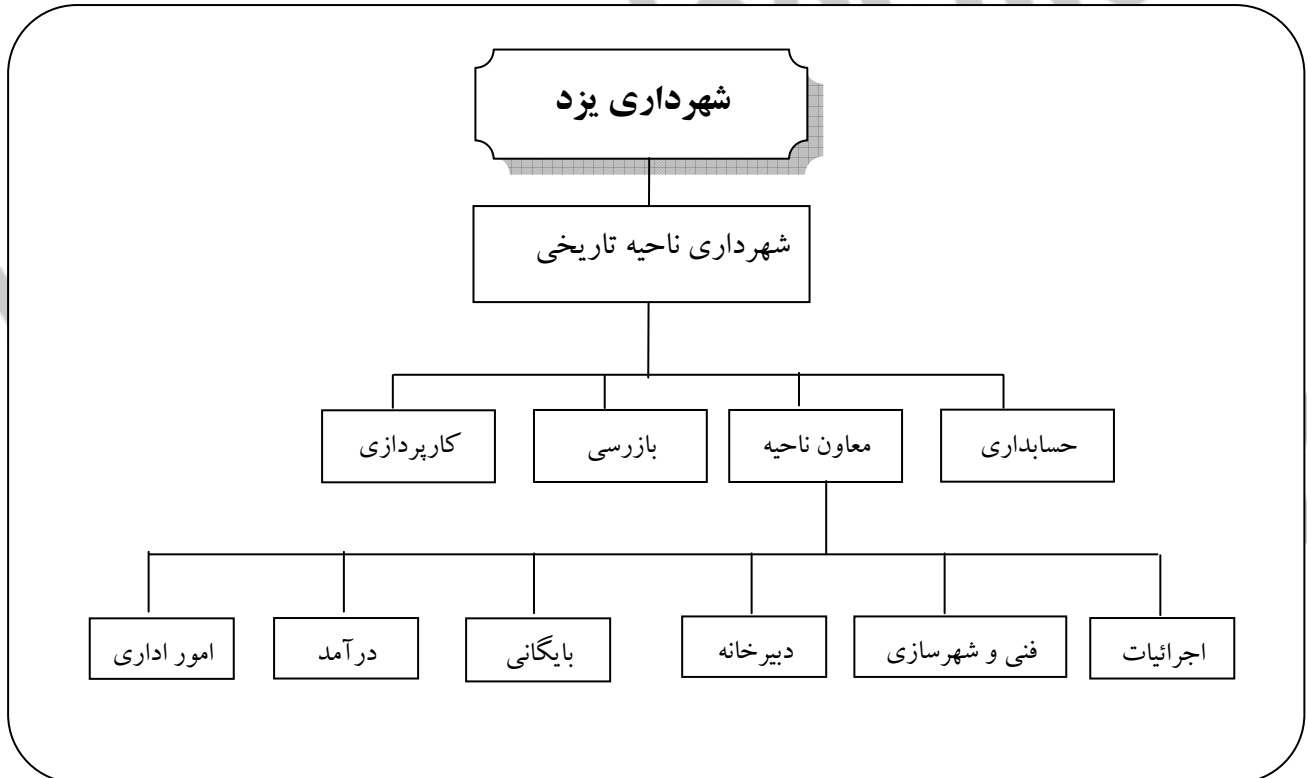 شهرداری یزد
شهرداری ناحیه تاریخی
حسابداری
معاون ناحیه
بازرسی
کارپردازی
اجرائیات
فنی و شهرسازی
دبیرخانه
بایگانی
درآمد
امور اداری